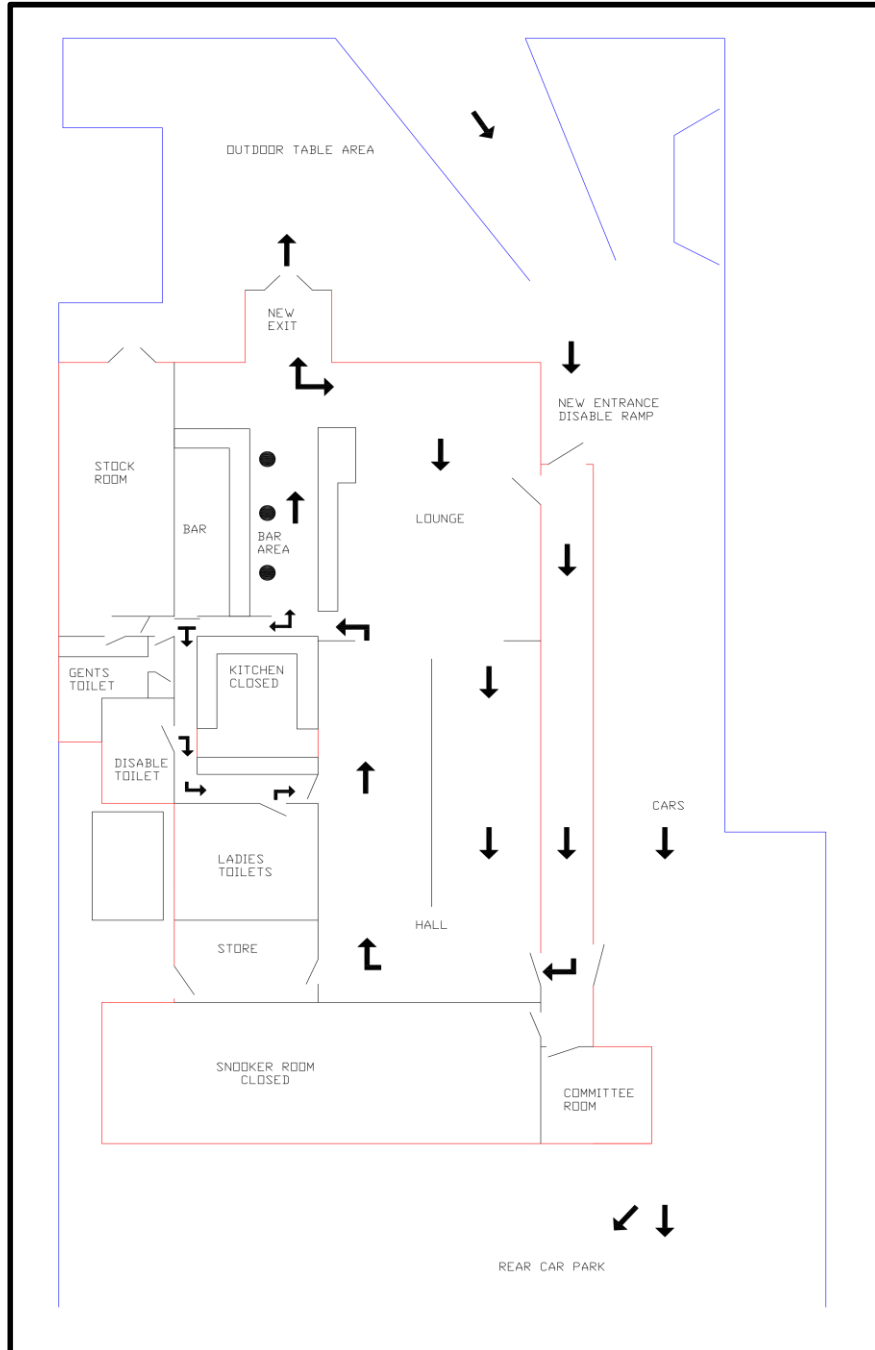 OUTDOOR TABLE AREA
NEW
EXIT
NEW ENTRANCE
DISABLE RAMP
STOCK
ROOM
BAR
BAR
AREA
LOUNGE
GENTS
TOILET
KITCHEN
CLOSED
DISABLE
TOILET
CARS
LADIES
TOILETS
HALL
STORE
SNOOKER ROOM
CLOSED
COMMITTEE
ROOM
REAR CAR PARK